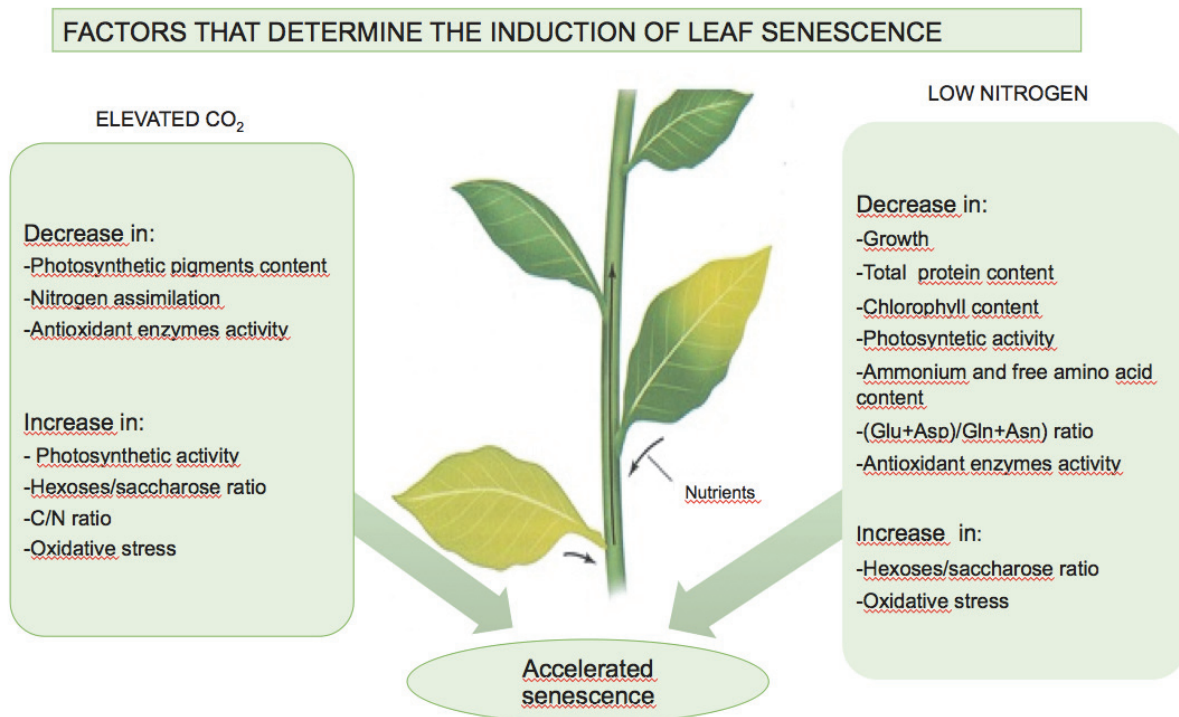 FACTORS THAT DETERMINE THE INDUCTION OF LEAF SENESCENCE
ELEVATED CO₂
Decrease in:
-Photosynthetic pigments content
-Nitrogen assimilation
-Antioxidant enzymes activity
Increase in:
- Photosynthetic activity
-Hexoses/saccharose ratio
-C/N ratio
-Oxidative stress
Nutrients
LOW NITROGEN
Decrease in:
-Growth
-Total protein content
-Chlorophyll content
-Photosyntetic activity
-Ammonium and free amino acid
content
-(Glu+Asp)/Gln+Asn) ratio
-Antioxidant enzymes activity
Increase in:
-Hexoses/saccharose ratio
-Oxidative stress
Accelerated
senescence